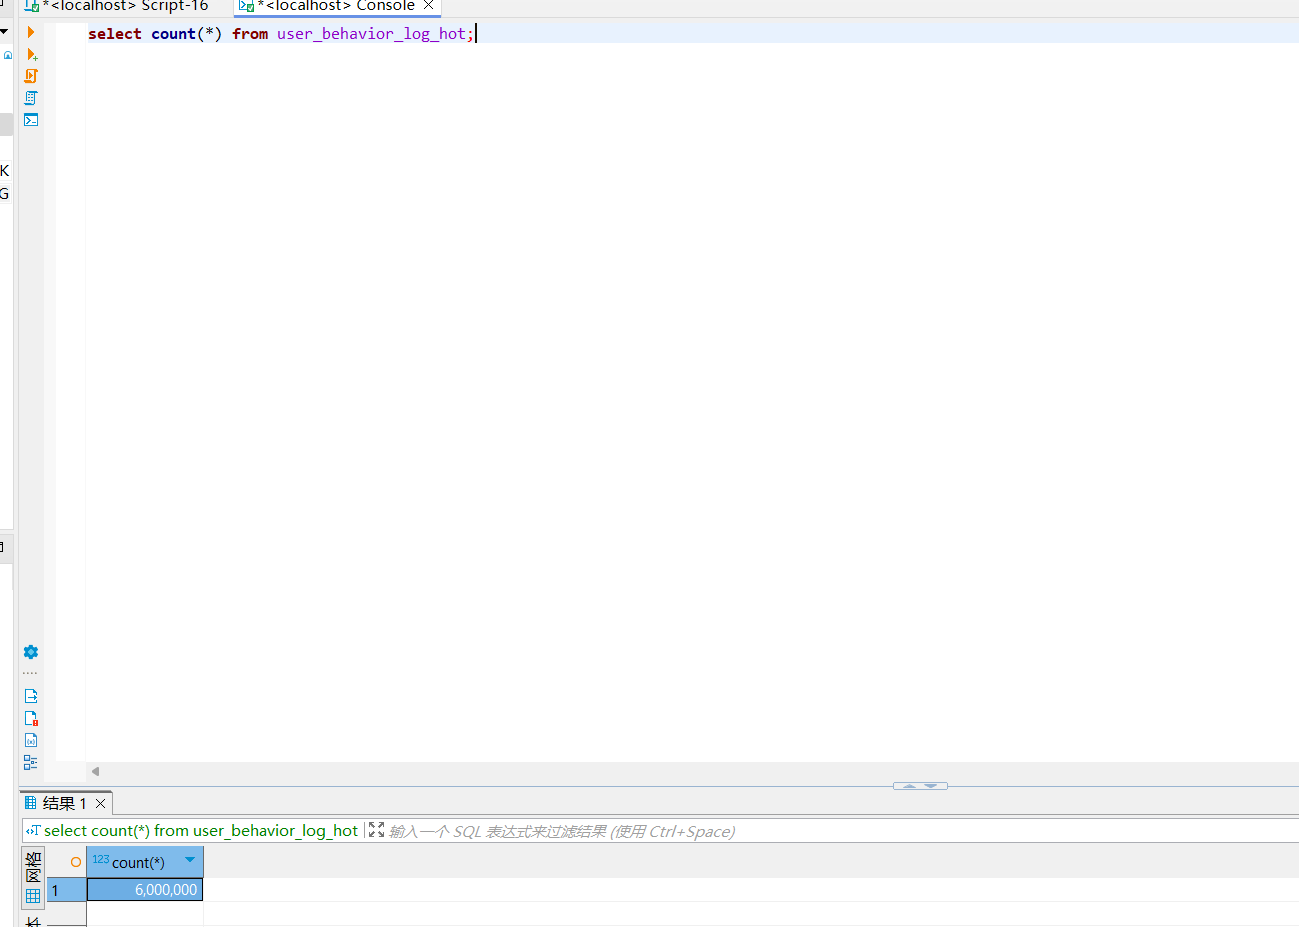 *<localhost> Script-16
*<localhost> Console
select count(*) from user_behavior_log_hot;
K
G
结果 1
select count(*) from user_behavior_log_hot
输入一个 SQL 表达式来过滤结果 (使用 Ctrl+Space)
网格
123 count(*)
1
6,000,000